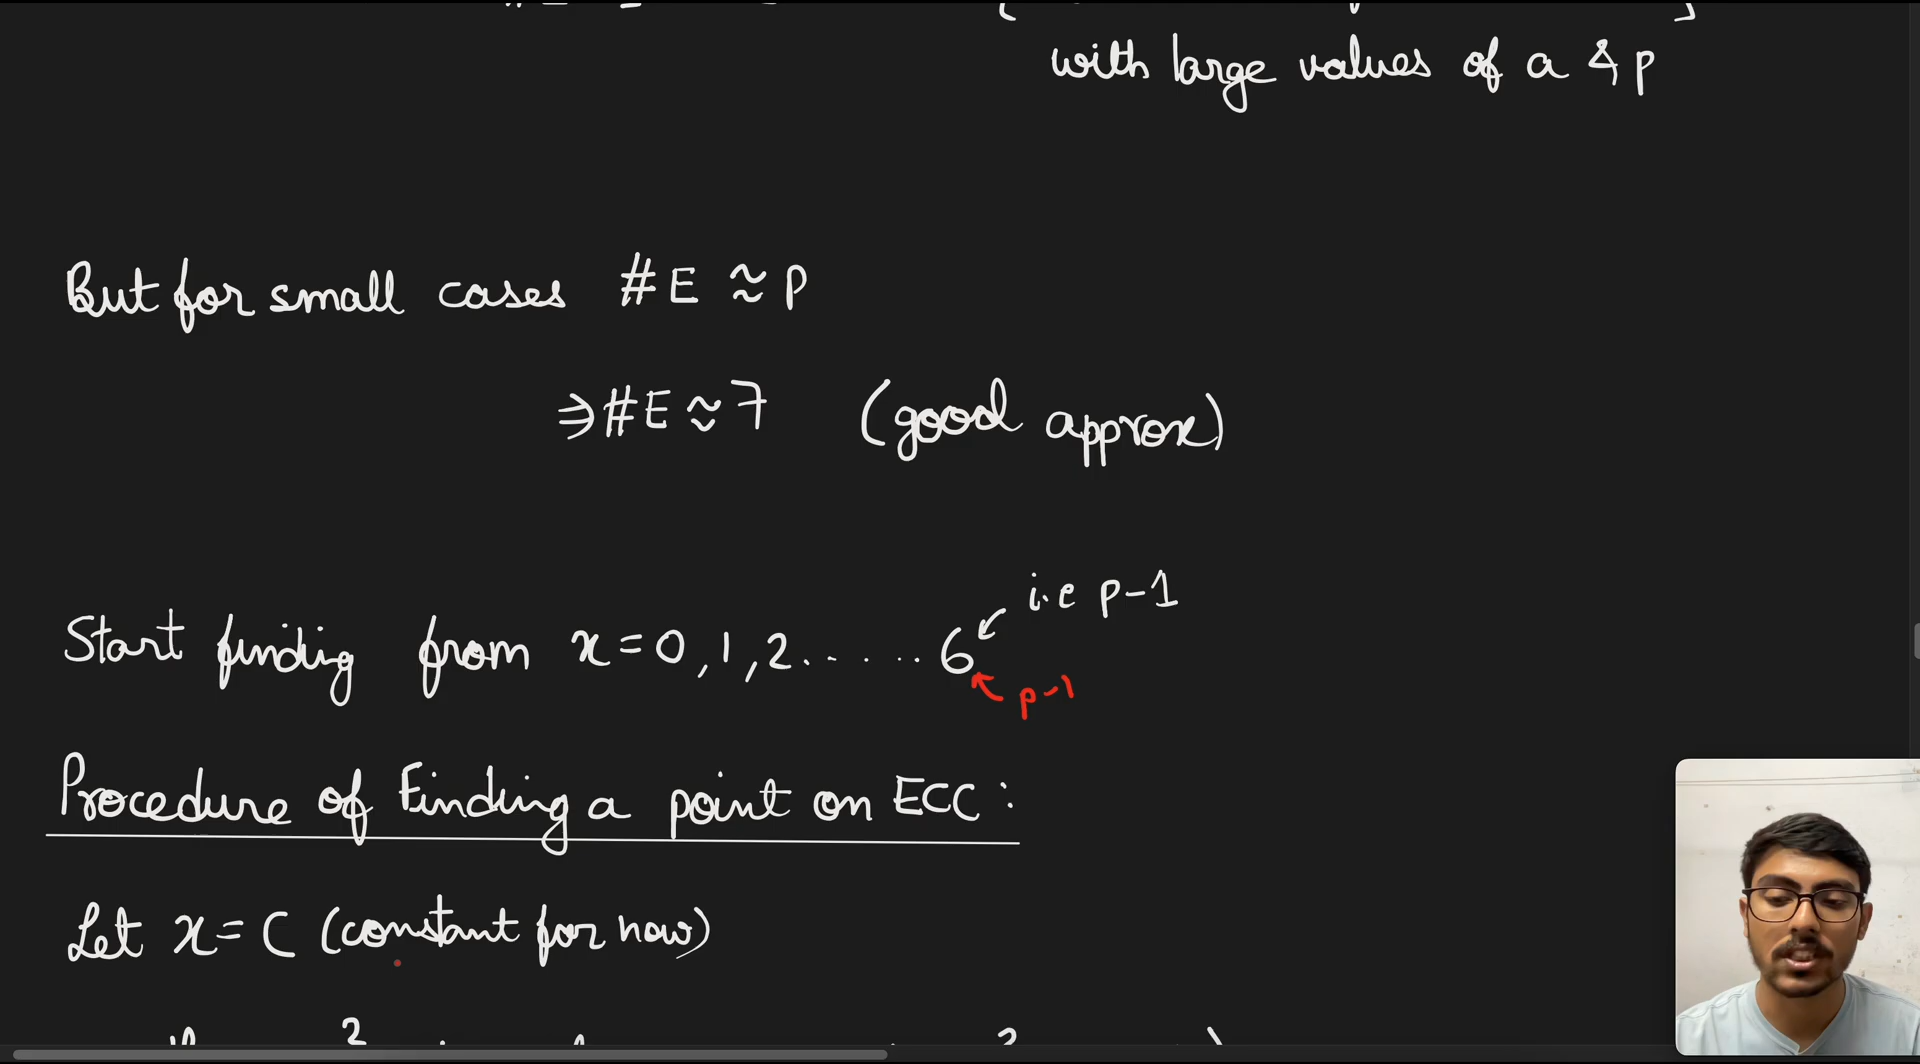 with large values of a & p
But for small cases #E ≈ p
⇒ #E ≈ 7 (good approx)
i.e p-1
Start finding from x = 0, 1, 2 . . . . . . 6
p-1
Procedure of Finding a point on ECC :
Let x = C (constant for now)